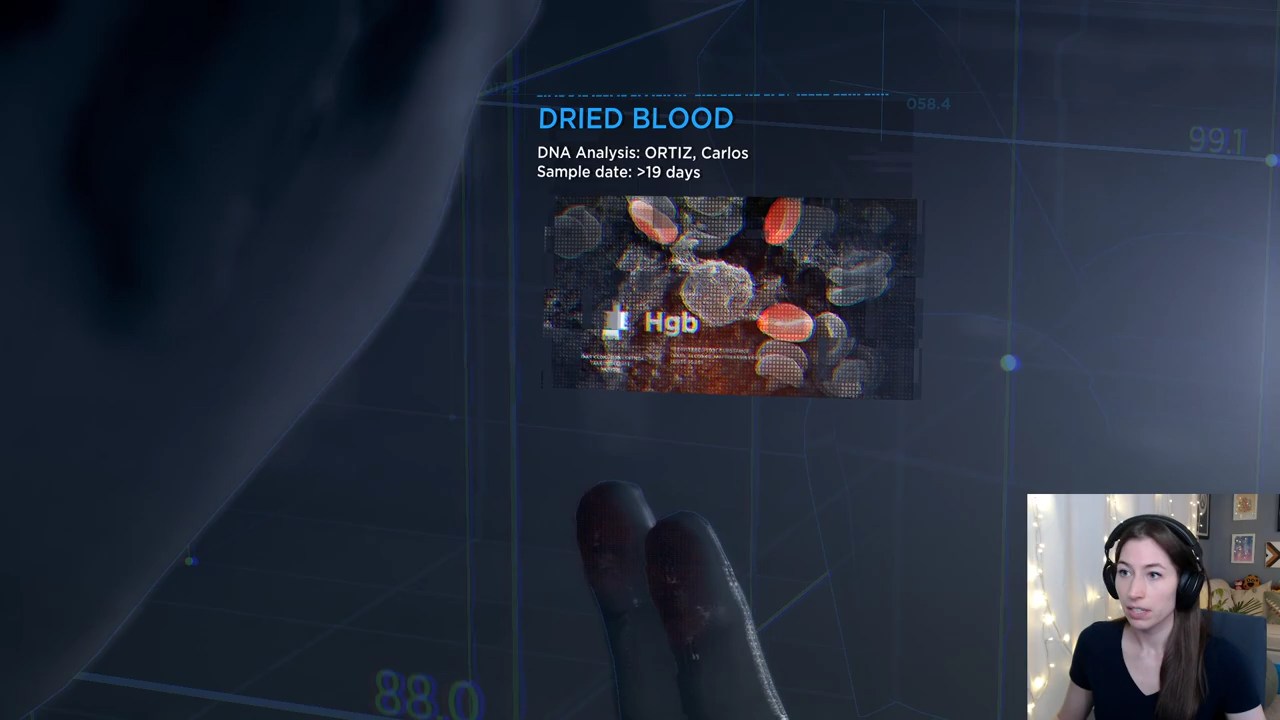 058.4
DRIED BLOOD
99.1
DNA Analysis: ORTIZ, Carlos
Sample date: >19 days
Hgb
88.0